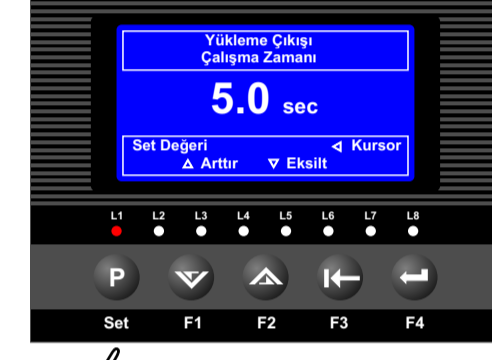 Yükleme Çıkışı
Çalışma Zamanı
5.0 sec
Set Değeri ◁ Kursor
△ Arttır ▽ Eksilt
L1 L2 L3 L4 L5 L6 L7 L8
P
Set F1 F2 F3 F4